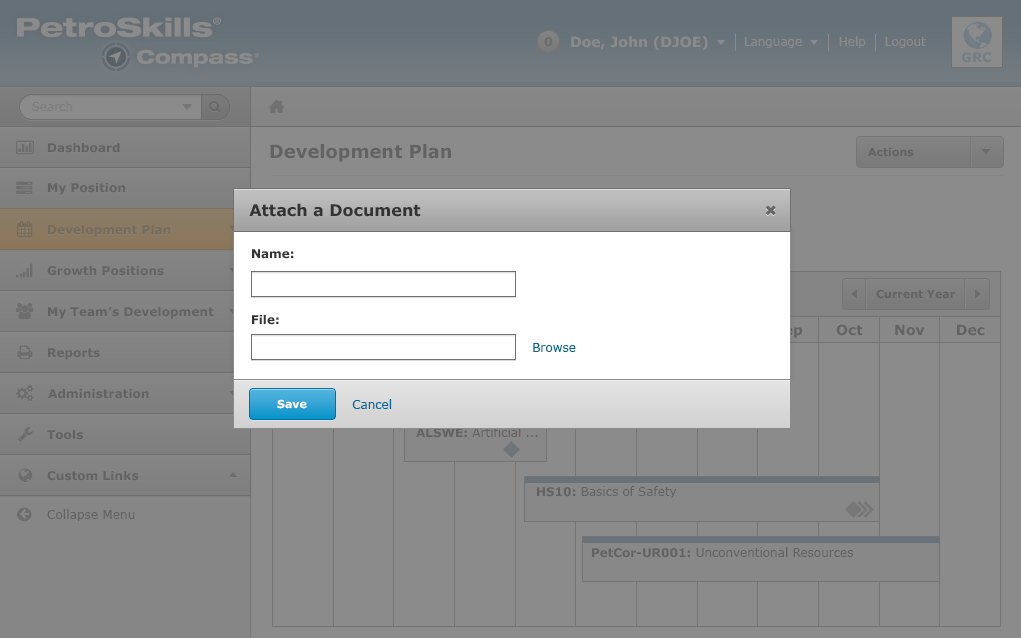 PetroSkills®
Compass®
0 Doe, John (DJOE) Language Help Logout
GRC
Search
Dashboard
My Position
Development Plan
Growth Positions
My Team's Development
Reports
Administration
Tools
Custom Links
Collapse Menu
Development Plan
Actions
Attach a Document
Name:
File:
Browse
Save Cancel
Current Year
Oct Nov Dec
ALSWE: Artificial ...
HS10: Basics of Safety
PetCor-UR001: Unconventional Resources